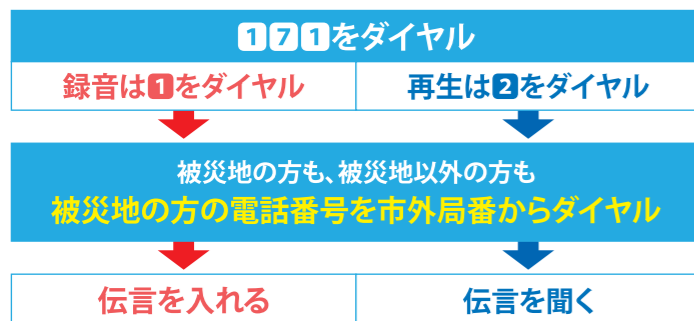 171をダイヤル
録音は1をダイヤル
再生は2をダイヤル
被災地の方も、被災地以外の方も
被災地の方の電話番号を市外局番からダイヤル
伝言を入れる
伝言を聞く